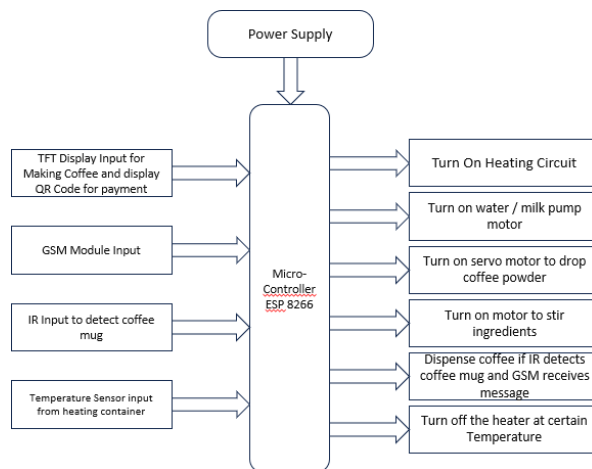 Power Supply
TFT Display Input for
Making Coffee and display
QR Code for payment
GSM Module Input
IR Input to detect coffee
mug
Temperature Sensor input
from heating container
Micro-
Controller
ESP 8266
Turn On Heating Circuit
Turn on water / milk pump
motor
Turn on servo motor to drop
coffee powder
Turn on motor to stir
ingredients
Dispense coffee if IR detects
coffee mug and GSM receives
message
Turn off the heater at certain
Temperature